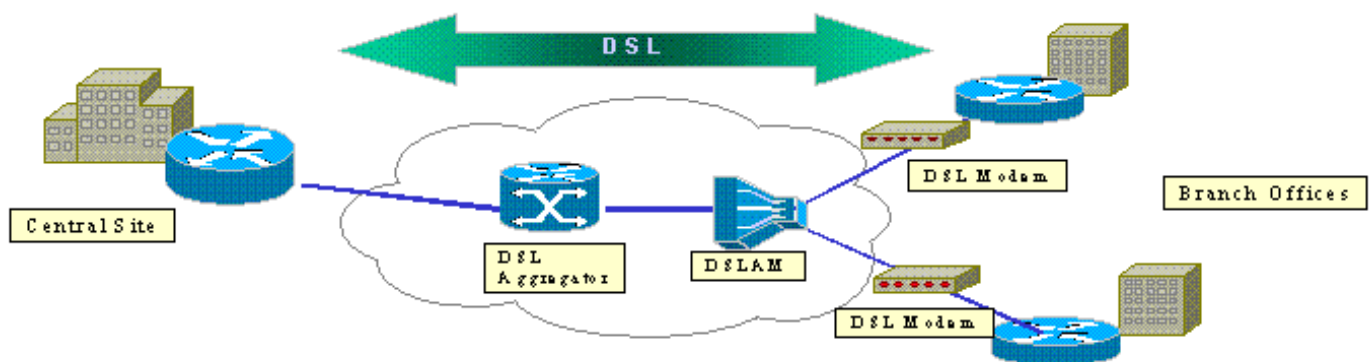 DSL
DSL Modem
Branch Offices
Central Site
DSL
Aggregator
DSLAM
DSL Modem